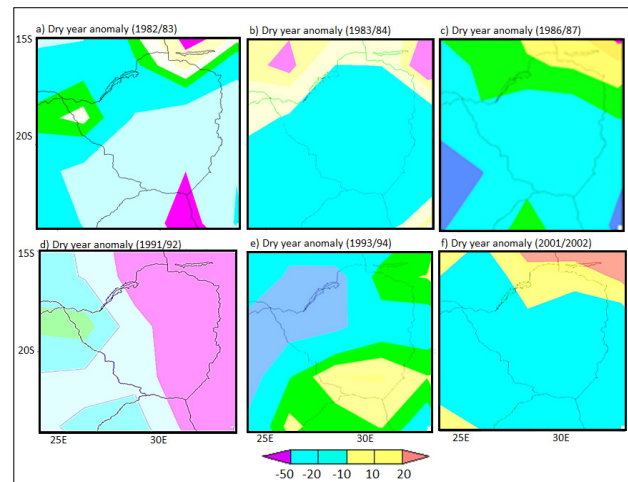 a) Dry year anomaly (1982/83)
b) Dry year anomaly (1983/84)
c) Dry year anomaly (1986/87)
15S
20S
25E
30E
d) Dry year anomaly (1991/92)
e) Dry year anomaly (1993/94)
f) Dry year anomaly (2001/2002)
15S
20S
25E
30E
25E
30E
25E
30E
-50
-20
-10
10
20